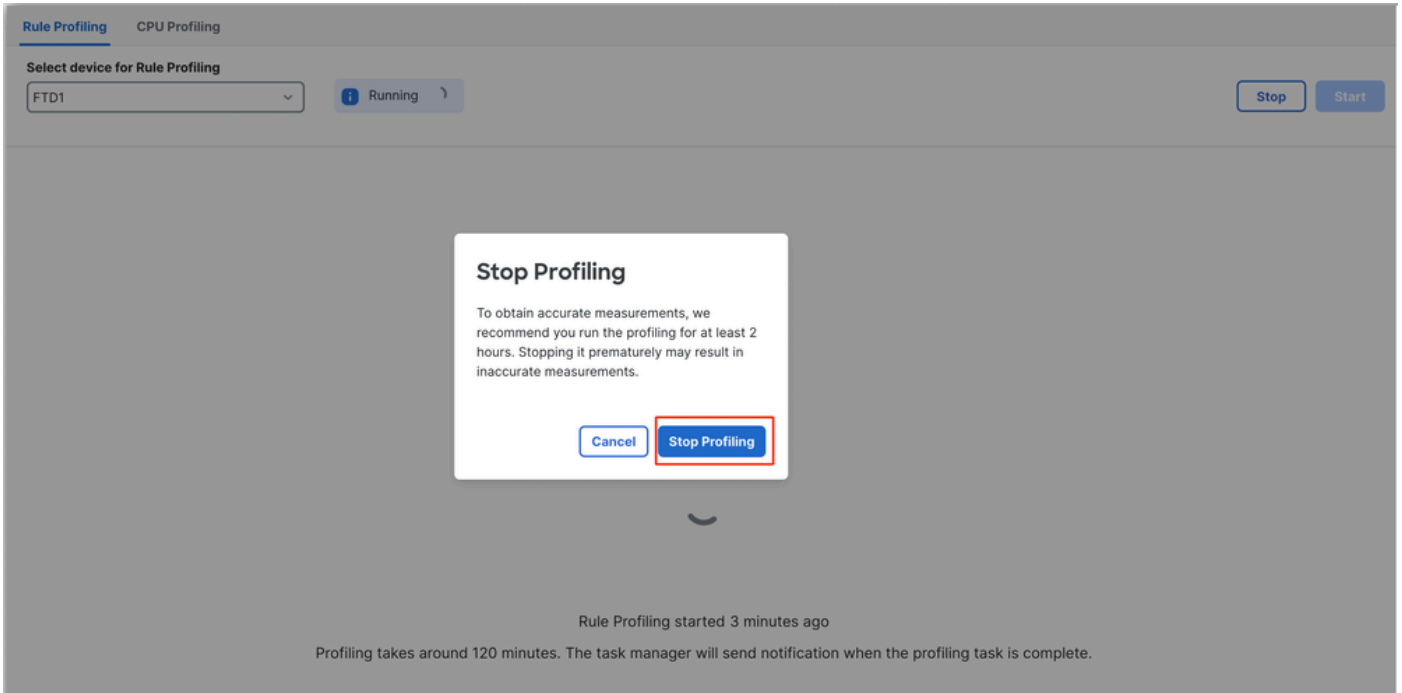 Rule Profiling CPU Profiling
Select device for Rule Profiling
FTD1 Running Stop Start
Stop Profiling
To obtain accurate measurements, we
recommend you run the profiling for at least 2
hours. Stopping it prematurely may result in
inaccurate measurements.
Cancel Stop Profiling
Rule Profiling started 3 minutes ago
Profiling takes around 120 minutes. The task manager will send notification when the profiling task is complete.